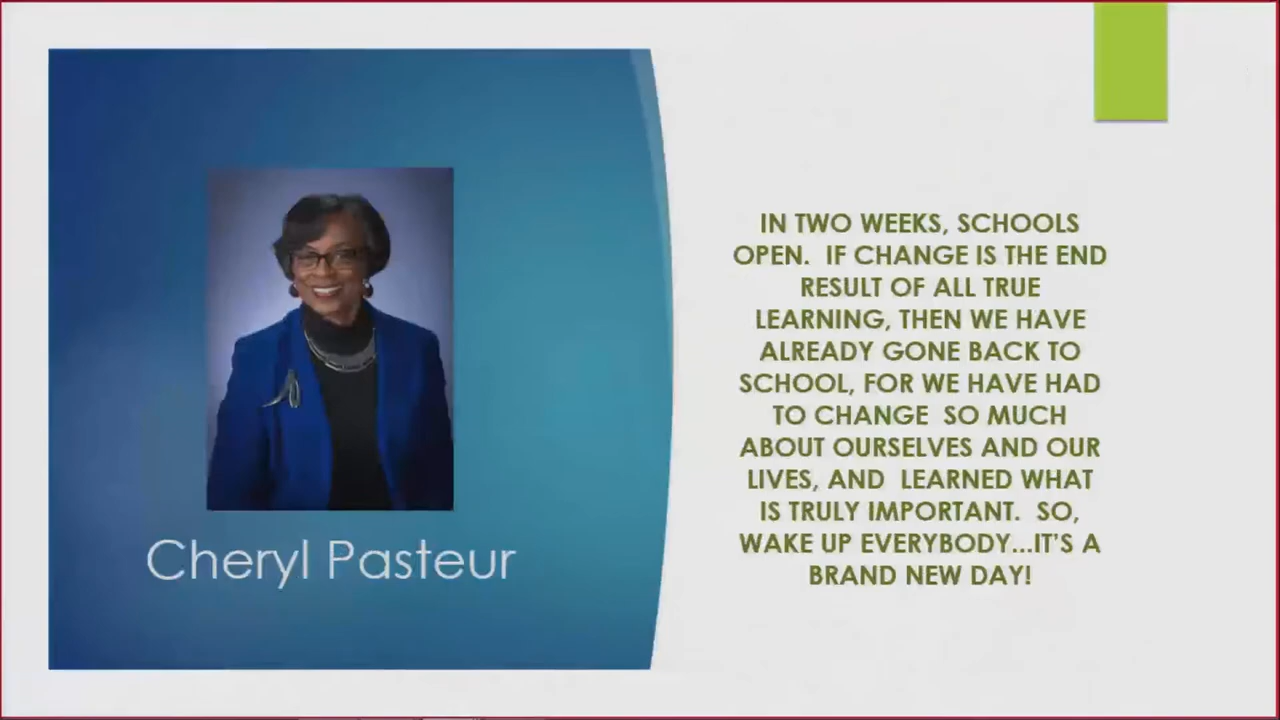 Cheryl Pasteur
IN TWO WEEKS, SCHOOLS
OPEN.  IF CHANGE IS THE END
RESULT OF ALL TRUE
LEARNING, THEN WE HAVE
ALREADY GONE BACK TO
SCHOOL, FOR WE HAVE HAD
TO CHANGE  SO MUCH
ABOUT OURSELVES AND OUR
LIVES, AND  LEARNED WHAT
IS TRULY IMPORTANT.  SO,
WAKE UP EVERYBODY...IT'S A
BRAND NEW DAY!